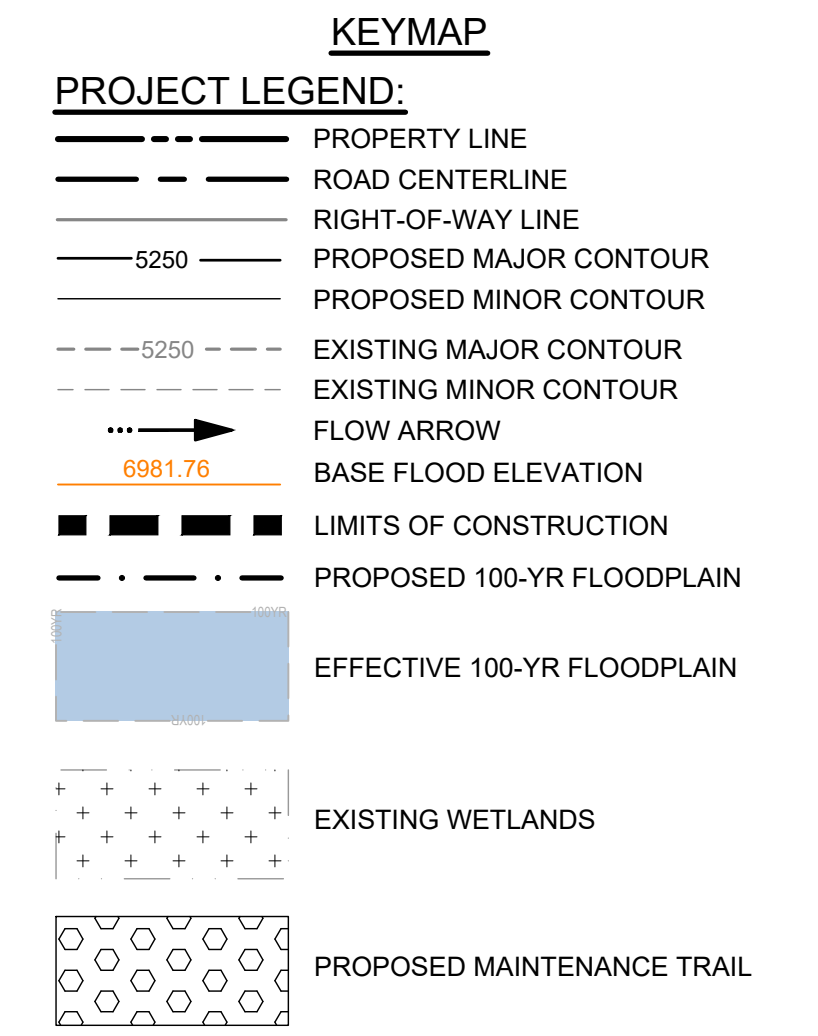 KEYMAP
PROJECT LEGEND:
PROPERTY LINE
ROAD CENTERLINE
RIGHT-OF-WAY LINE
5250 PROPOSED MAJOR CONTOUR
PROPOSED MINOR CONTOUR
5250 EXISTING MAJOR CONTOUR
EXISTING MINOR CONTOUR
FLOW ARROW
6981.76 BASE FLOOD ELEVATION
LIMITS OF CONSTRUCTION
PROPOSED 100-YR FLOODPLAIN
100YR
100YR
EFFECTIVE 100-YR FLOODPLAIN
100YR
EXISTING WETLANDS
PROPOSED MAINTENANCE TRAIL